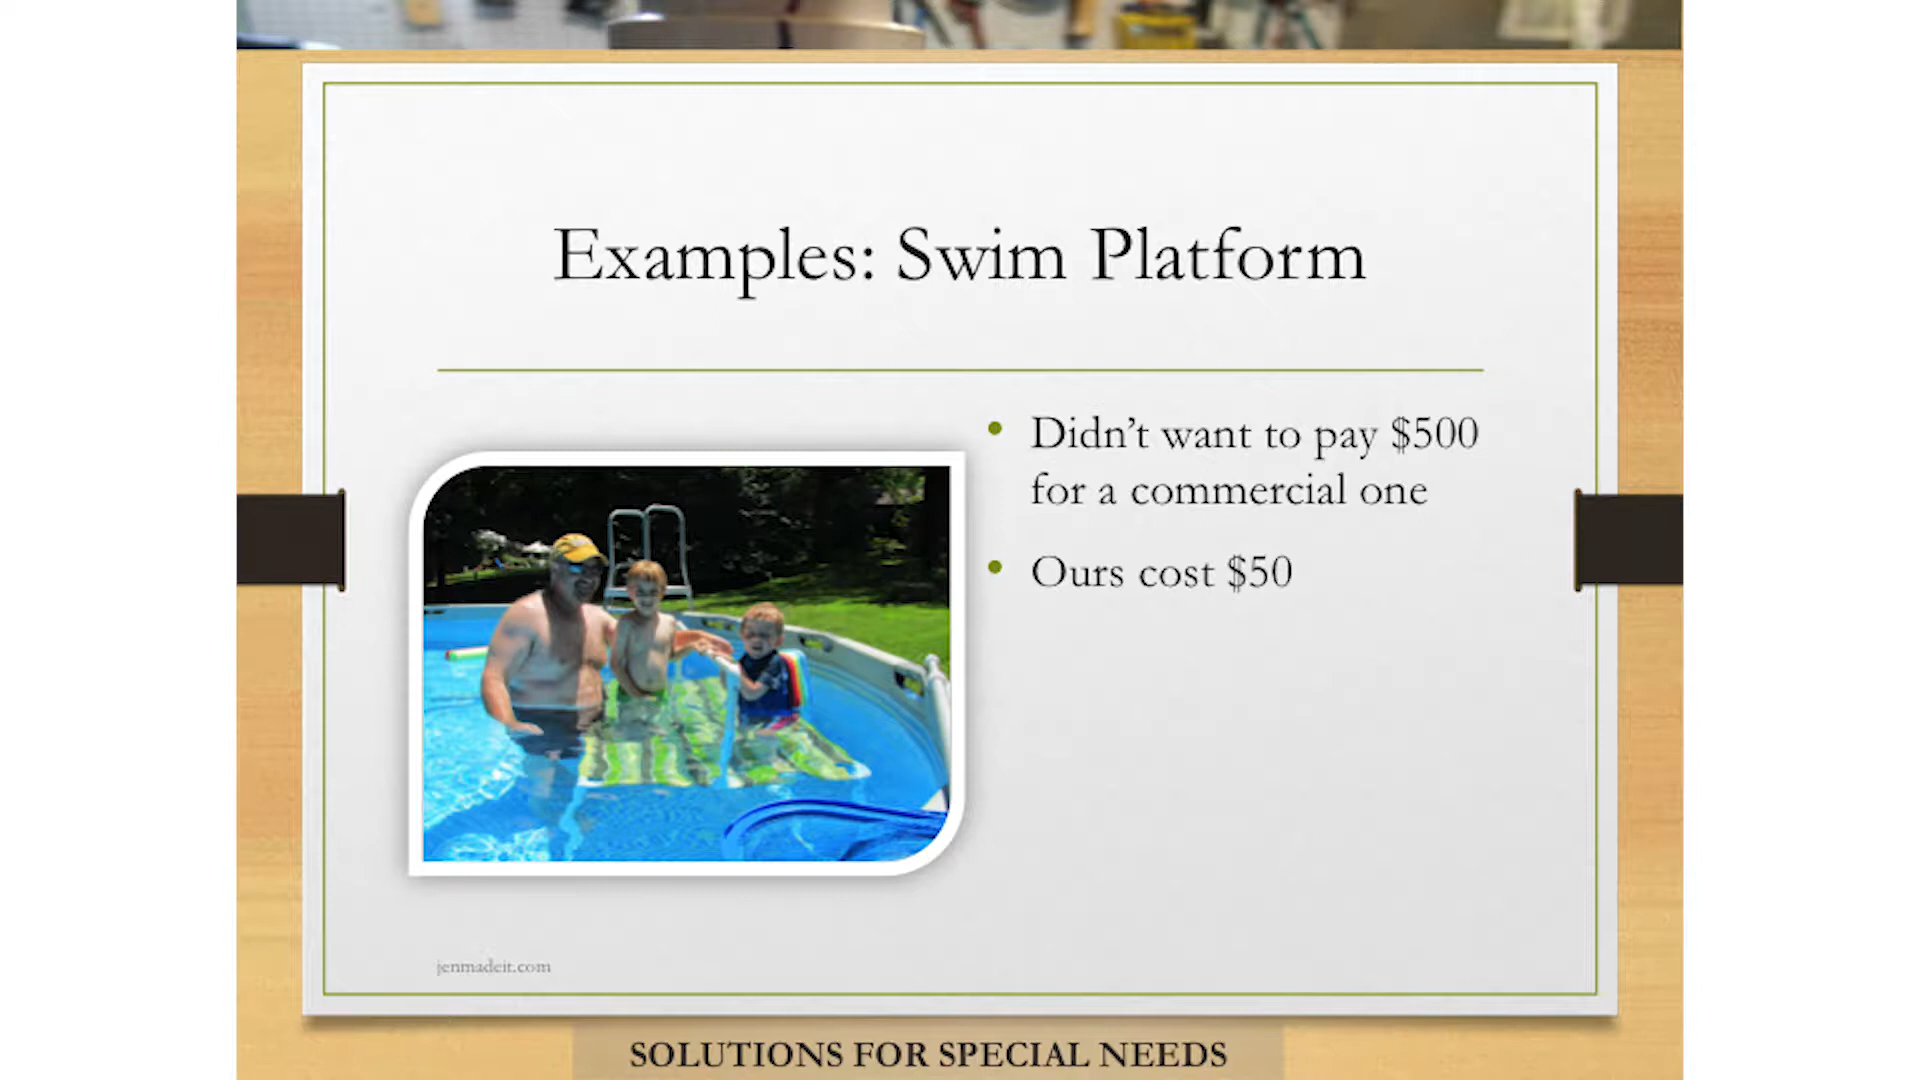 Examples: Swim Platform
• Didn't want to pay $500
for a commercial one
• Ours cost $50
jenmadeit.com
SOLUTIONS FOR SPECIAL NEEDS